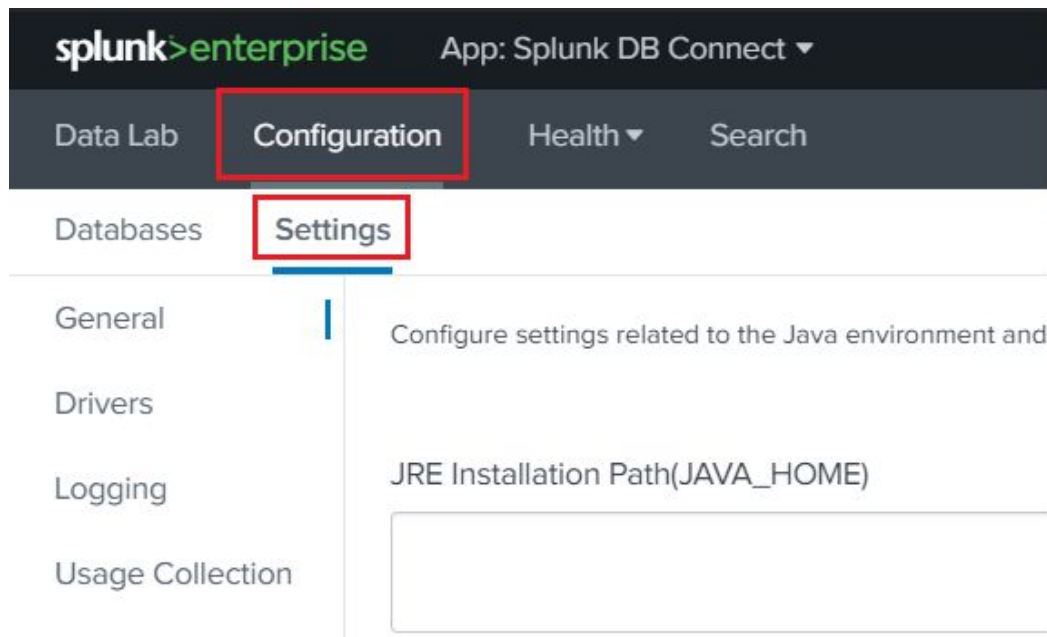 splunk>enterprise App: Splunk DB Connect
Data Lab Configuration Health Search
Databases Settings
General
Configure settings related to the Java environment and
Drivers
Logging
JRE Installation Path(JAVA_HOME)
Usage Collection